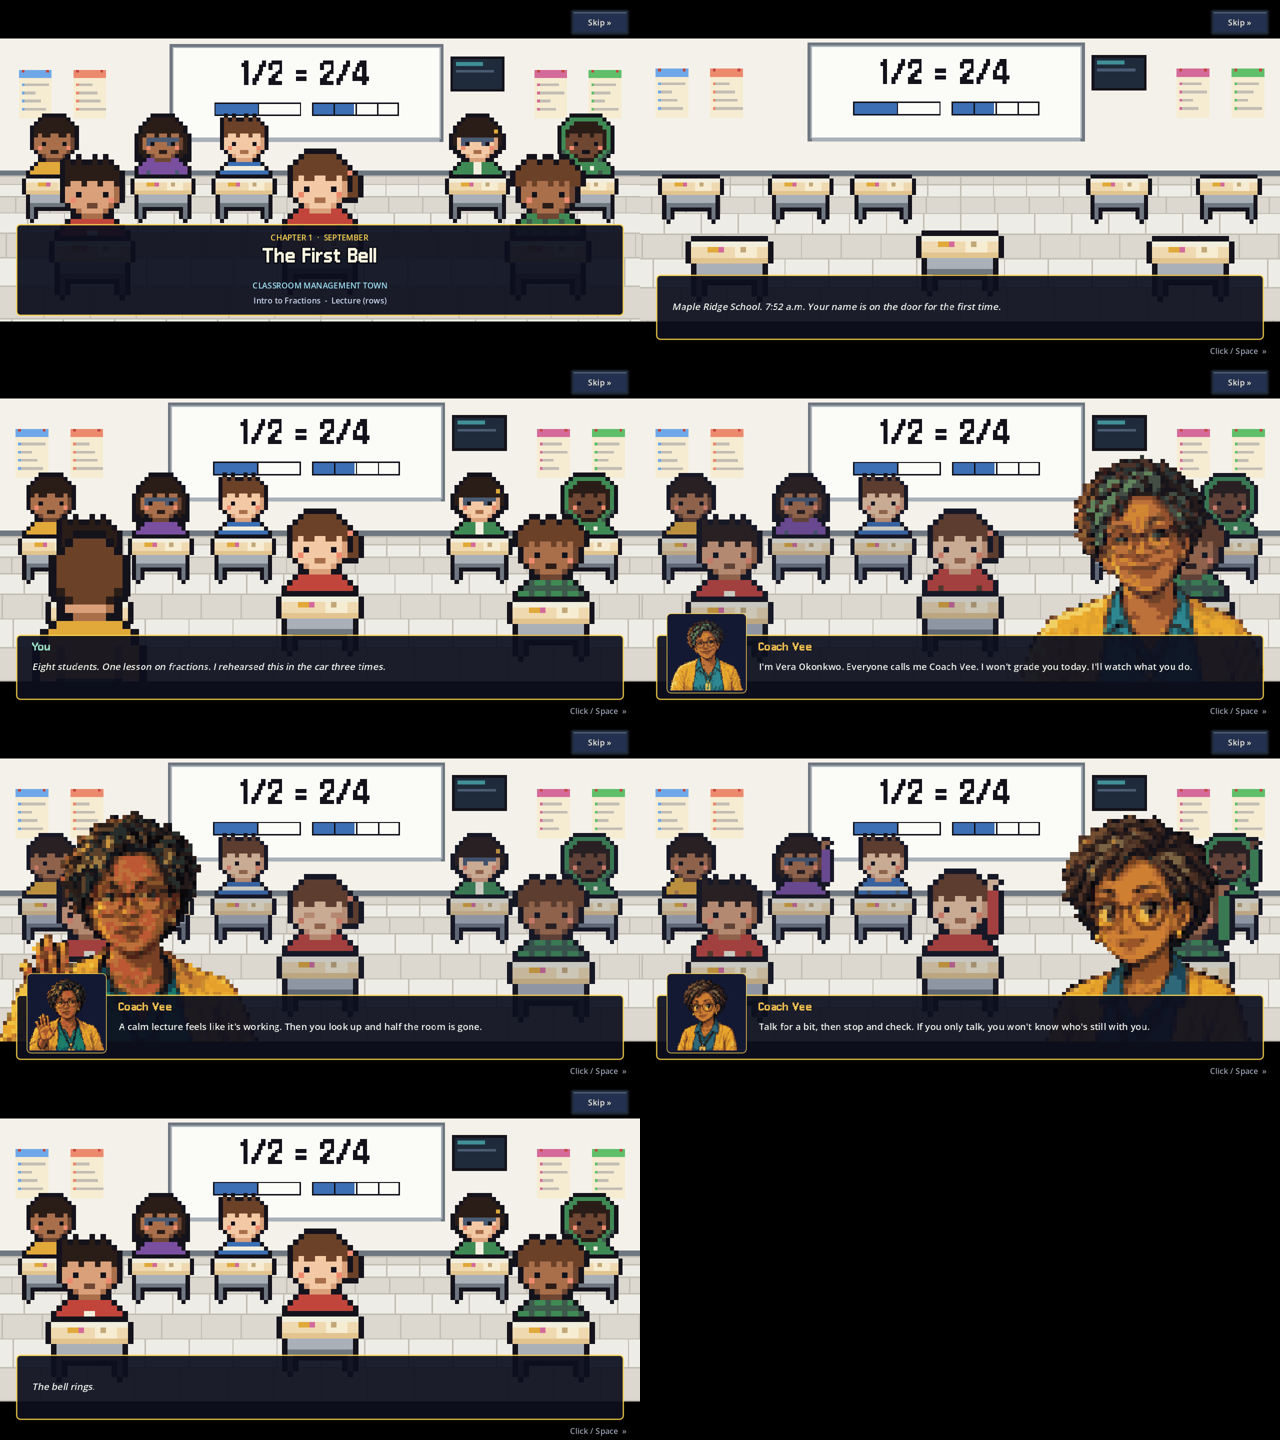 Skip »
1/2 = 2/4
CHAPTER 1 · SEPTEMBER
The First Bell
CLASSROOM MANAGEMENT TOWN
Intro to Fractions · Lecture (rows)
Skip »
1/2 = 2/4
Maple Ridge School. 7:52 a.m. Your name is on the door for the first time.
Click / Space »
Skip »
1/2 = 2/4
You
Eight students. One lesson on fractions. I rehearsed this in the car three times.
Click / Space »
Skip »
1/2 = 2/4
Coach Vee
I'm Vera Okonkwo. Everyone calls me Coach Vee. I won't grade you today. I'll watch what you do.
Click / Space »
Skip »
1/2 = 2/4
Coach Vee
A calm lecture feels like it's working. Then you look up and half the room is gone.
Click / Space »
Skip »
1/2 = 2/4
Coach Vee
Talk for a bit, then stop and check. If you only talk, you won't know who's still with you.
Click / Space »
Skip »
1/2 = 2/4
The bell rings.
Click / Space »